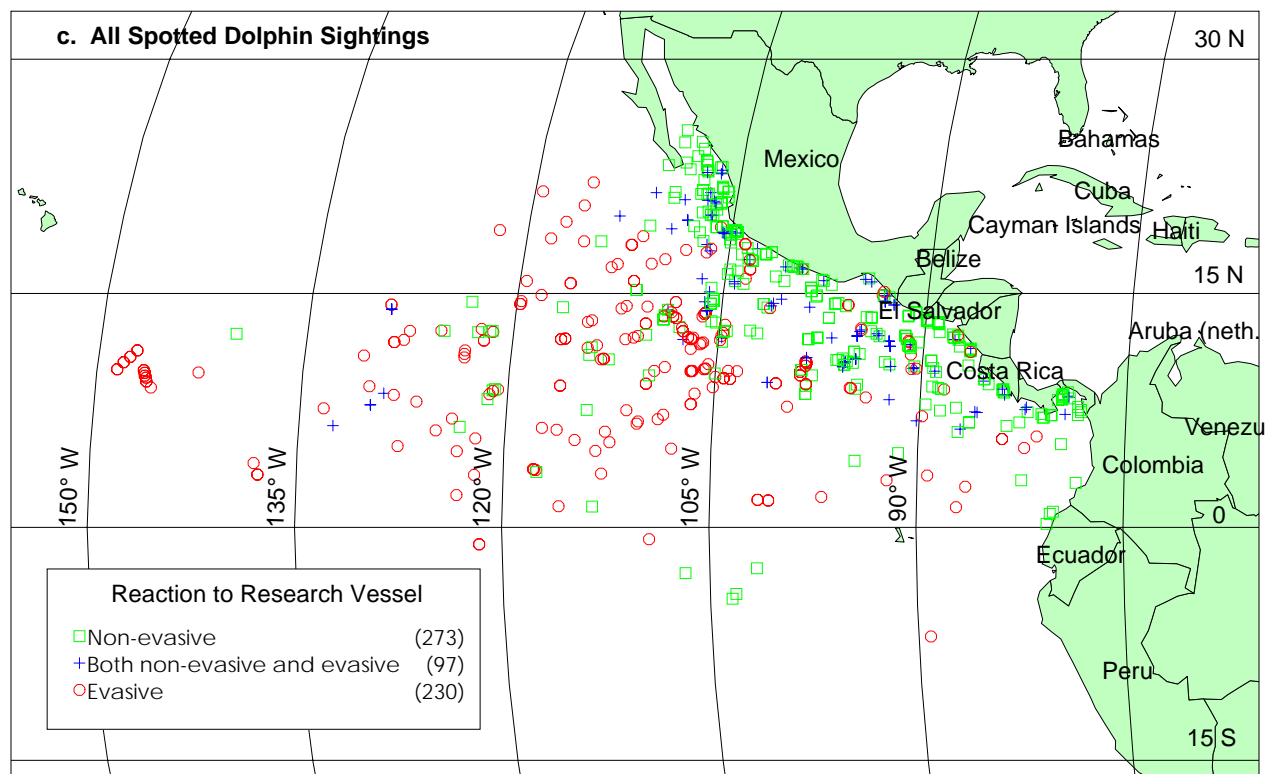 c. All Spotted Dolphin Sightings
30 N
Bahamas
Mexico
Cuba
Cayman Islands
Haiti
Belize
15 N
El Salvador
Aruba (neth.
Costa Rica
Venezu
Colombia
150° W
135° W
120° W
105° W
90° W
0
Ecuador
Reaction to Research Vessel
Non-evasive (273)
Both non-evasive and evasive (97)
Evasive (230)
Peru
15 S